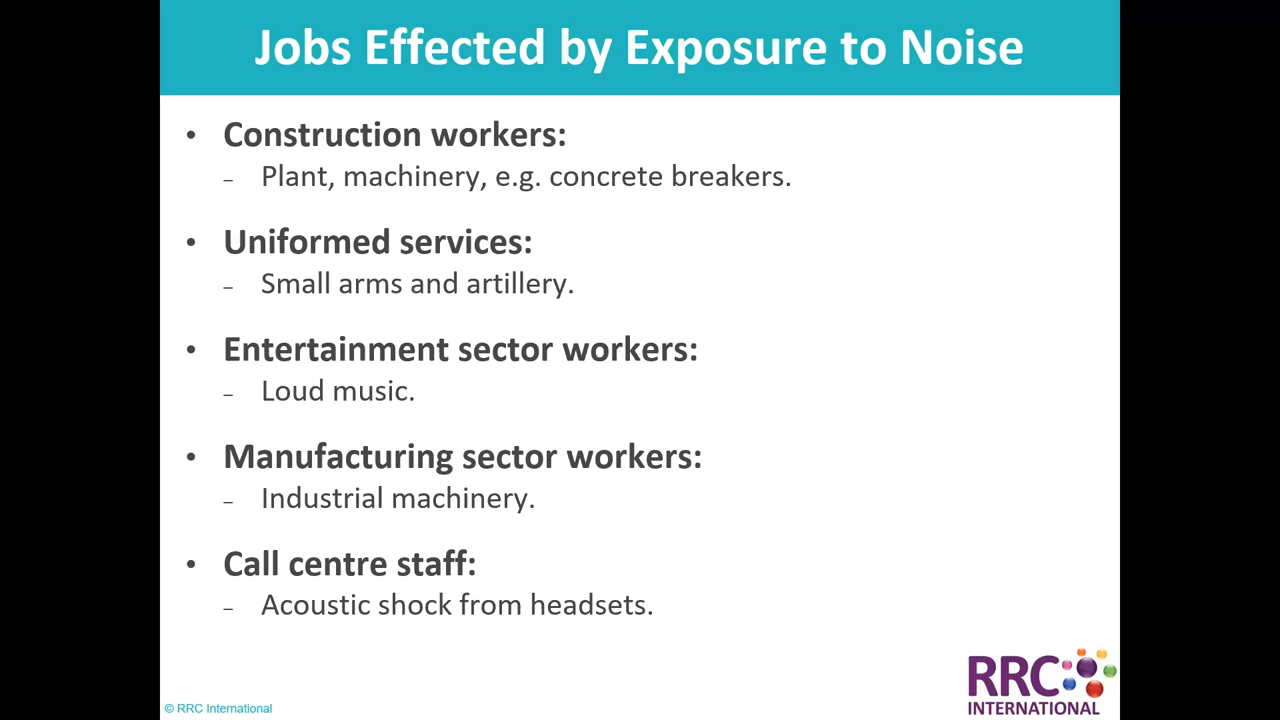 Jobs Effected by Exposure to Noise
• Construction workers:
– Plant, machinery, e.g. concrete breakers.
• Uniformed services:
– Small arms and artillery.
• Entertainment sector workers:
– Loud music.
• Manufacturing sector workers:
– Industrial machinery.
• Call centre staff:
– Acoustic shock from headsets.
RRC
INTERNATIONAL
© RRC International